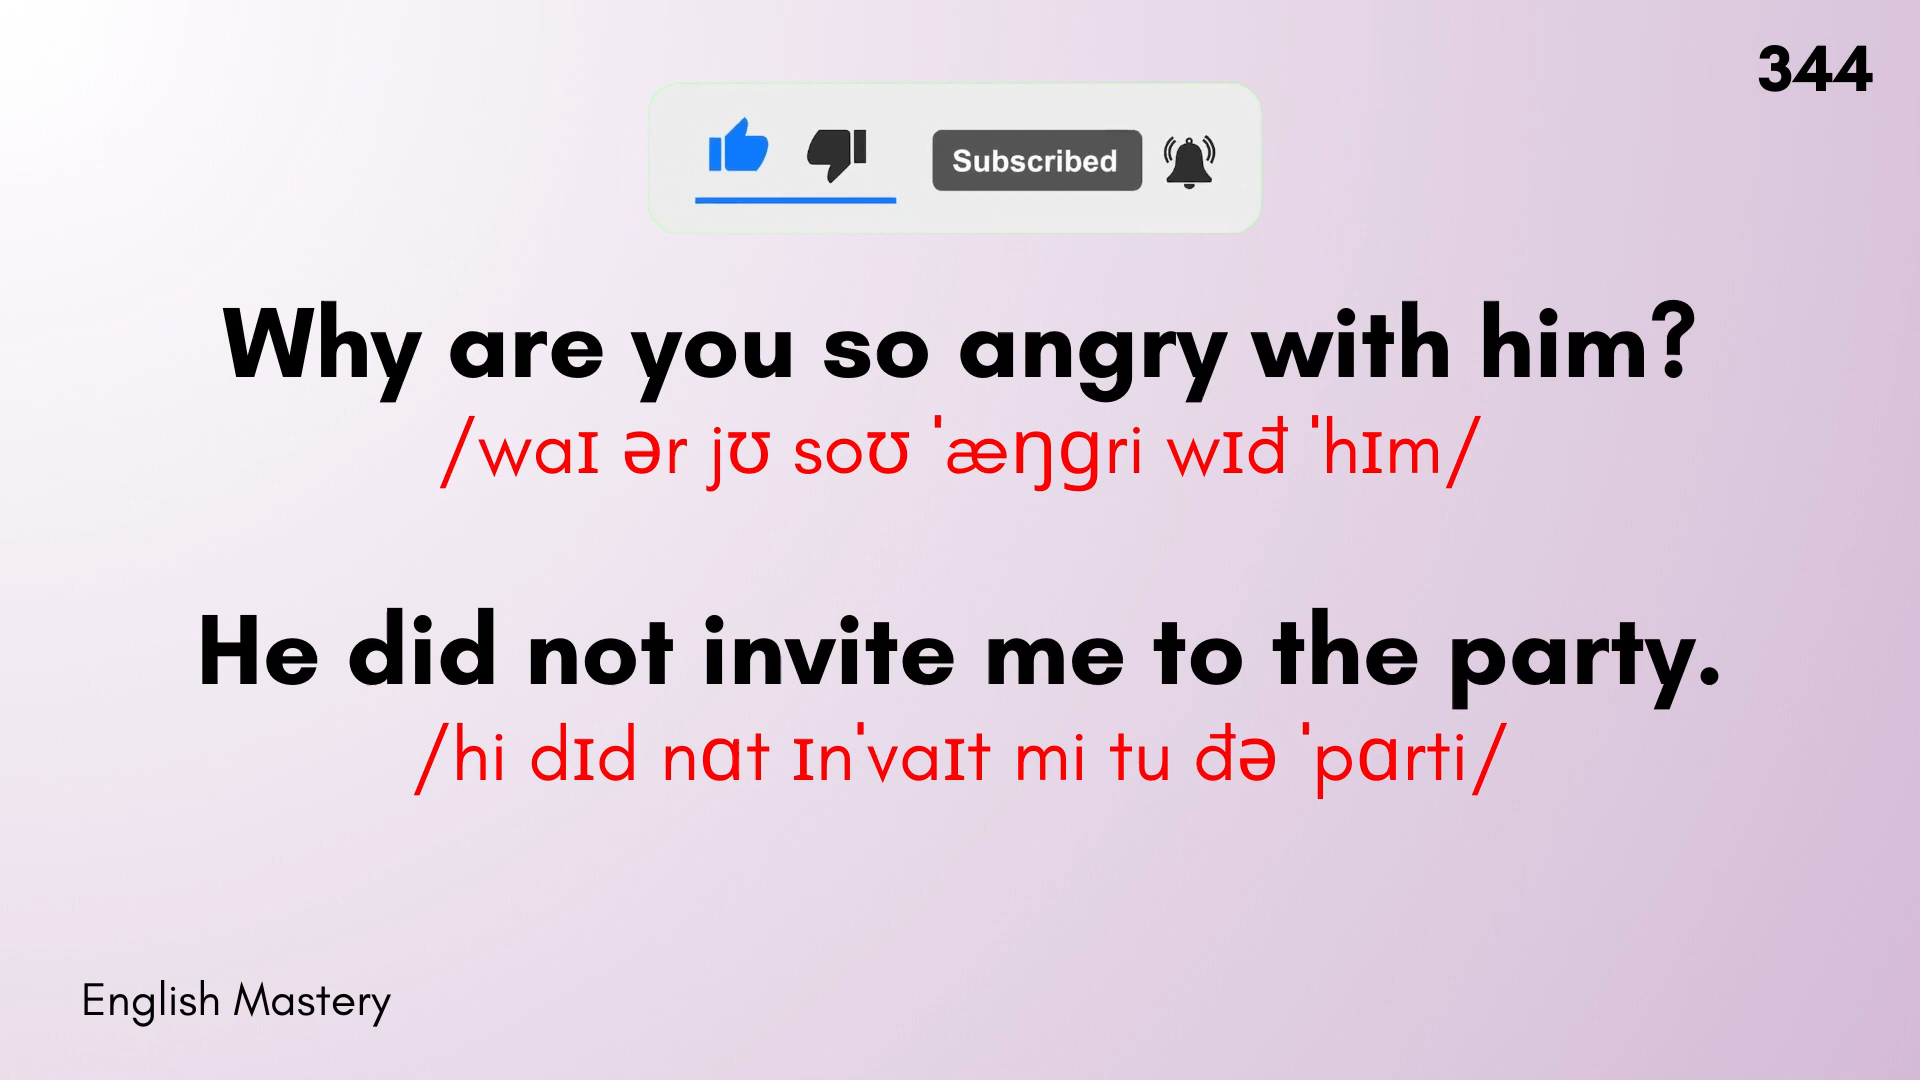 344
Subscribed
Why are you so angry with him?
/waɪ ər jʊ soʊ ˈæŋɡri wɪđ ˈhɪm/
He did not invite me to the party.
/hi dɪd nɑt ɪnˈvaɪt mi tu đə ˈpɑrti/
English Mastery